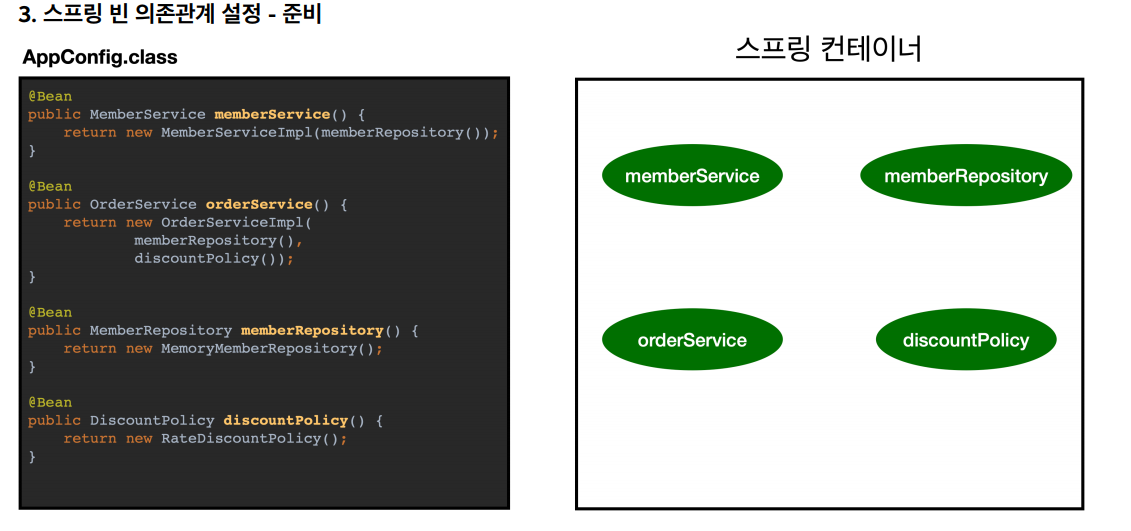 3. 스프링 빈 의존관계 설정 - 준비
AppConfig.class
@Bean
public MemberService memberService() {
    return new MemberServiceImpl(memberRepository());
}
@Bean
public OrderService orderService() {
    return new OrderServiceImpl(
            memberRepository(),
            discountPolicy());
}
@Bean
public MemberRepository memberRepository() {
    return new MemoryMemberRepository();
}
@Bean
public DiscountPolicy discountPolicy() {
    return new RateDiscountPolicy();
}
스프링 컨테이너
memberService
memberRepository
orderService
discountPolicy